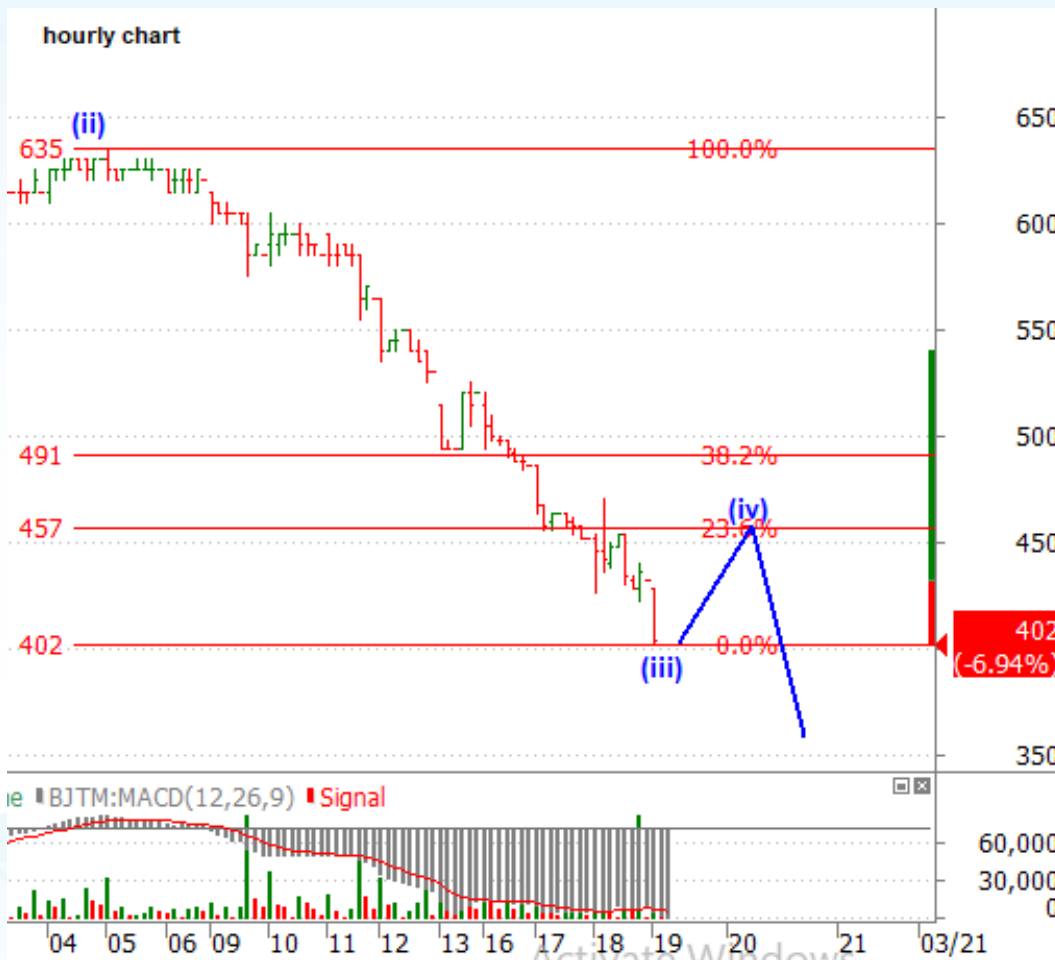 hourly chart
(ii)
635 100.0%
650
600
550
500
491 38.2%
(iv)
457 23.6%
450
402 0.0%
402
(-6.94%)
(iii)
350
BJTM:MACD(12,26,9) Signal
60,000
30,000
0
04 05 06 09 10 11 12 13 16 17 18 19 20 21 03/21
Activate Windows